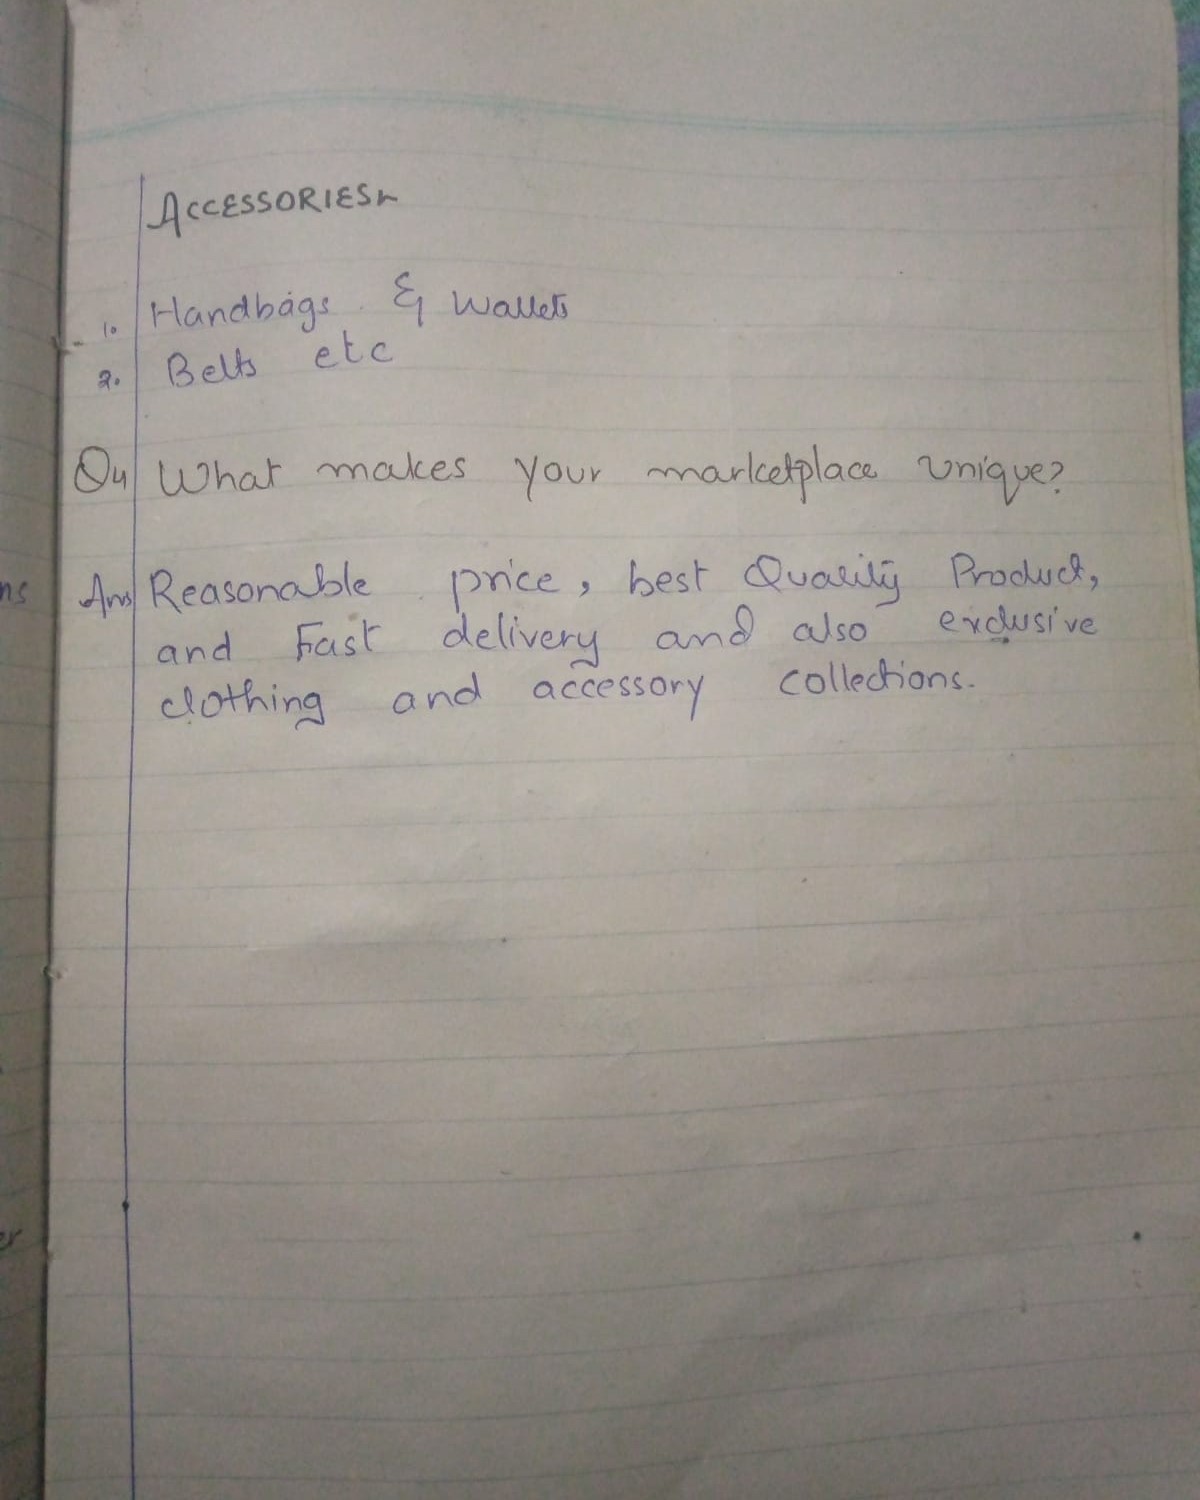 ACCESSORIES
1. Handbags & Wallets
2. Belts etc
Q4 What makes your marketplace unique?
ns
Ans Reasonable price, best Quality Product,
and Fast delivery and also exclusive
clothing and accessory collections.
er